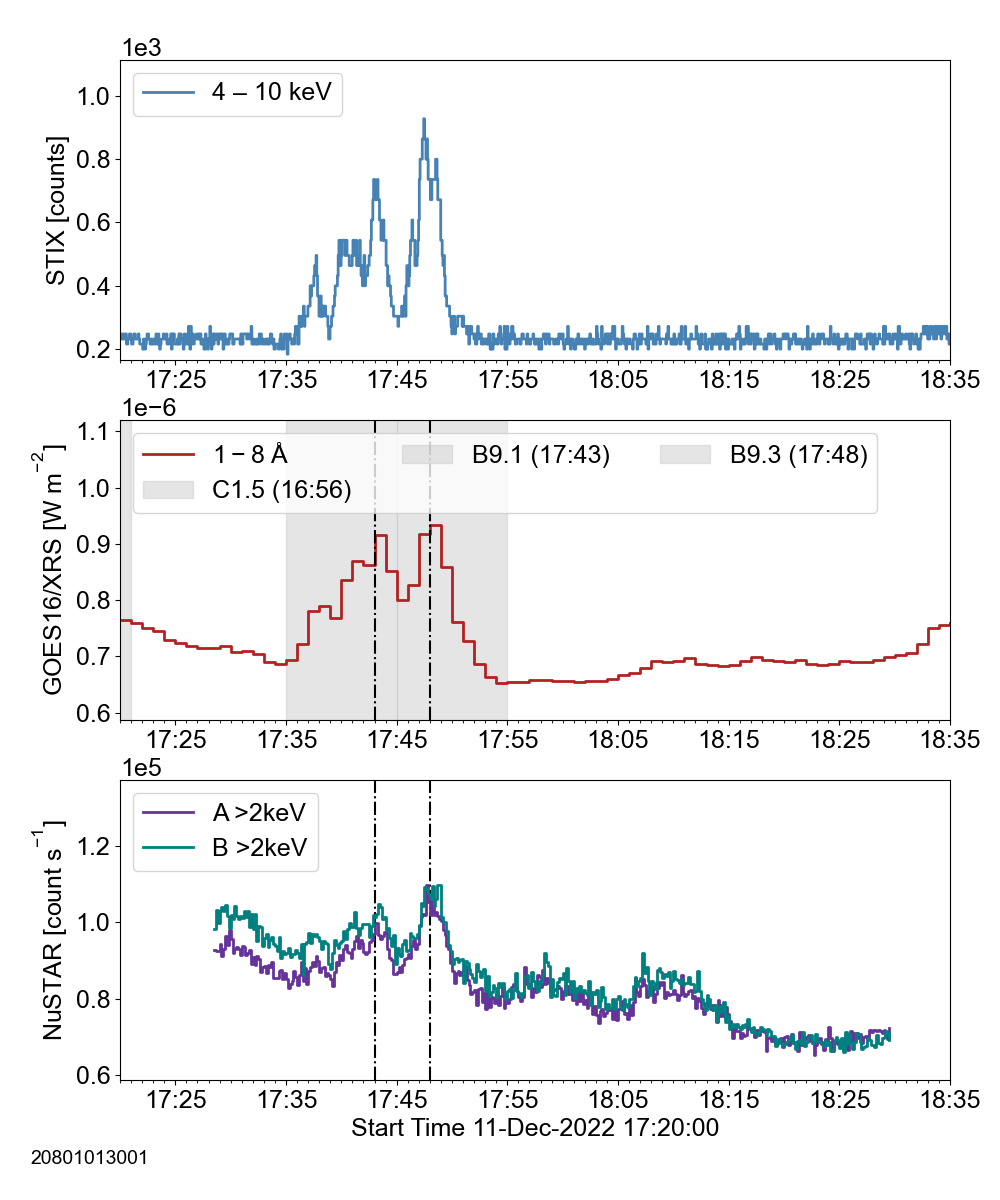 1e3
4 – 10 keV
STIX [counts]
1.0
0.8
0.6
0.4
0.2
17:25 17:35 17:45 17:55 18:05 18:15 18:25 18:35
1e−6
1 − 8 Å
B9.1 (17:43)
B9.3 (17:48)
C1.5 (16:56)
GOES16/XRS [W m⁻²]
1.1
1.0
0.9
0.8
0.7
0.6
17:25 17:35 17:45 17:55 18:05 18:15 18:25 18:35
1e5
A >2keV
B >2keV
NuSTAR [count s⁻¹]
1.2
1.0
0.8
0.6
17:25 17:35 17:45 17:55 18:05 18:15 18:25 18:35
Start Time 11-Dec-2022 17:20:00
20801013001